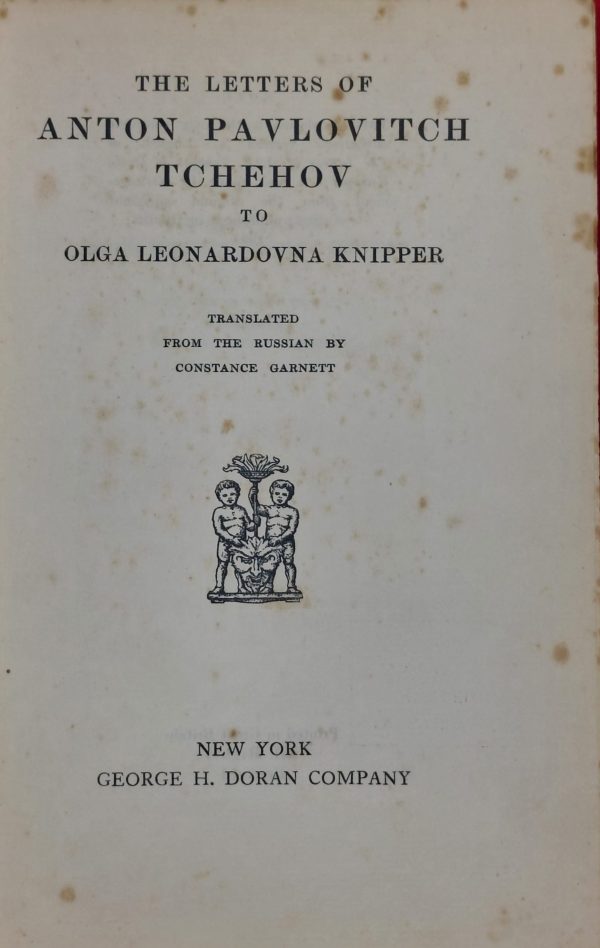 THE LETTERS OF
ANTON PAVLOVITCH
TCHEHOV
TO
OLGA LEONARDOVNA KNIPPER
TRANSLATED
FROM THE RUSSIAN BY
CONSTANCE GARNETT
NEW YORK
GEORGE H. DORAN COMPANY